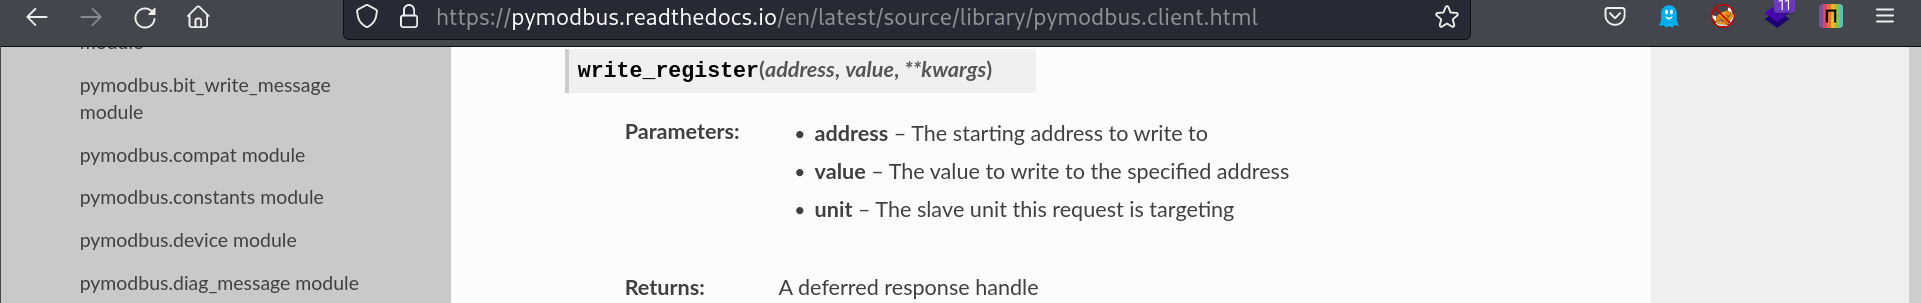 https://pymodbus.readthedocs.io/en/latest/source/library/pymodbus.client.html
11
module
pymodbus.bit_write_message
module
pymodbus.compat module
pymodbus.constants module
pymodbus.device module
pymodbus.diag_message module
write_register(address, value, **kwargs)
Parameters:
• address – The starting address to write to
• value – The value to write to the specified address
• unit – The slave unit this request is targeting
Returns:
A deferred response handle